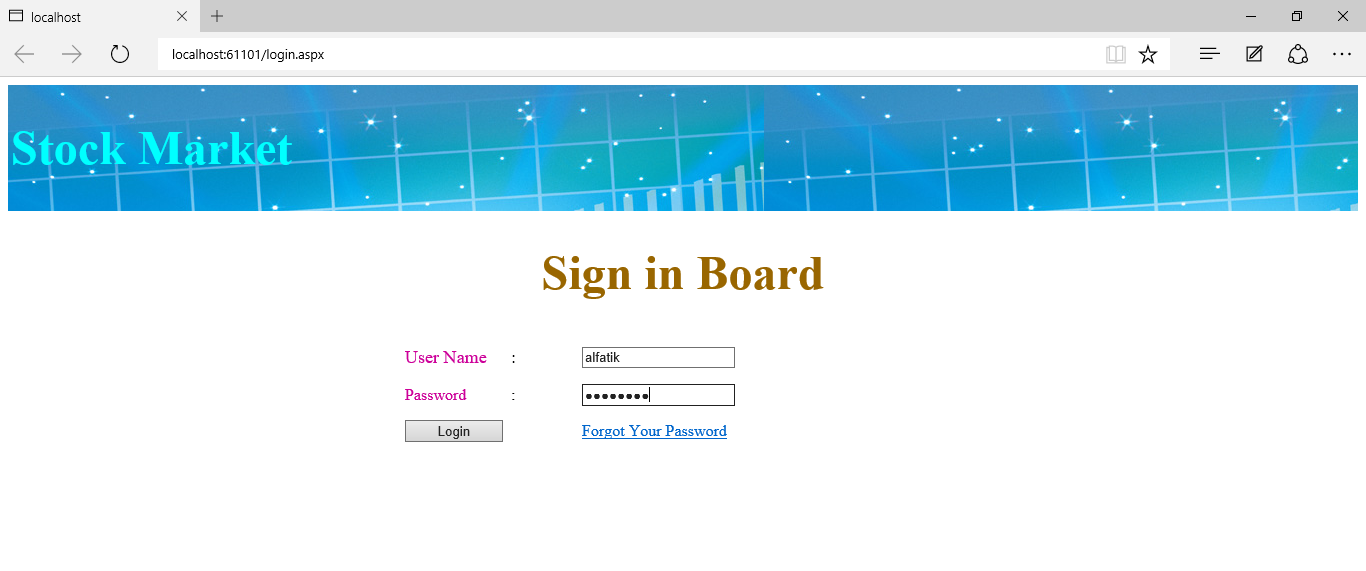 localhost
localhost:61101/login.aspx
Stock Market
Sign in Board
User Name : alfatik
Password : ••••••••
Login Forgot Your Password